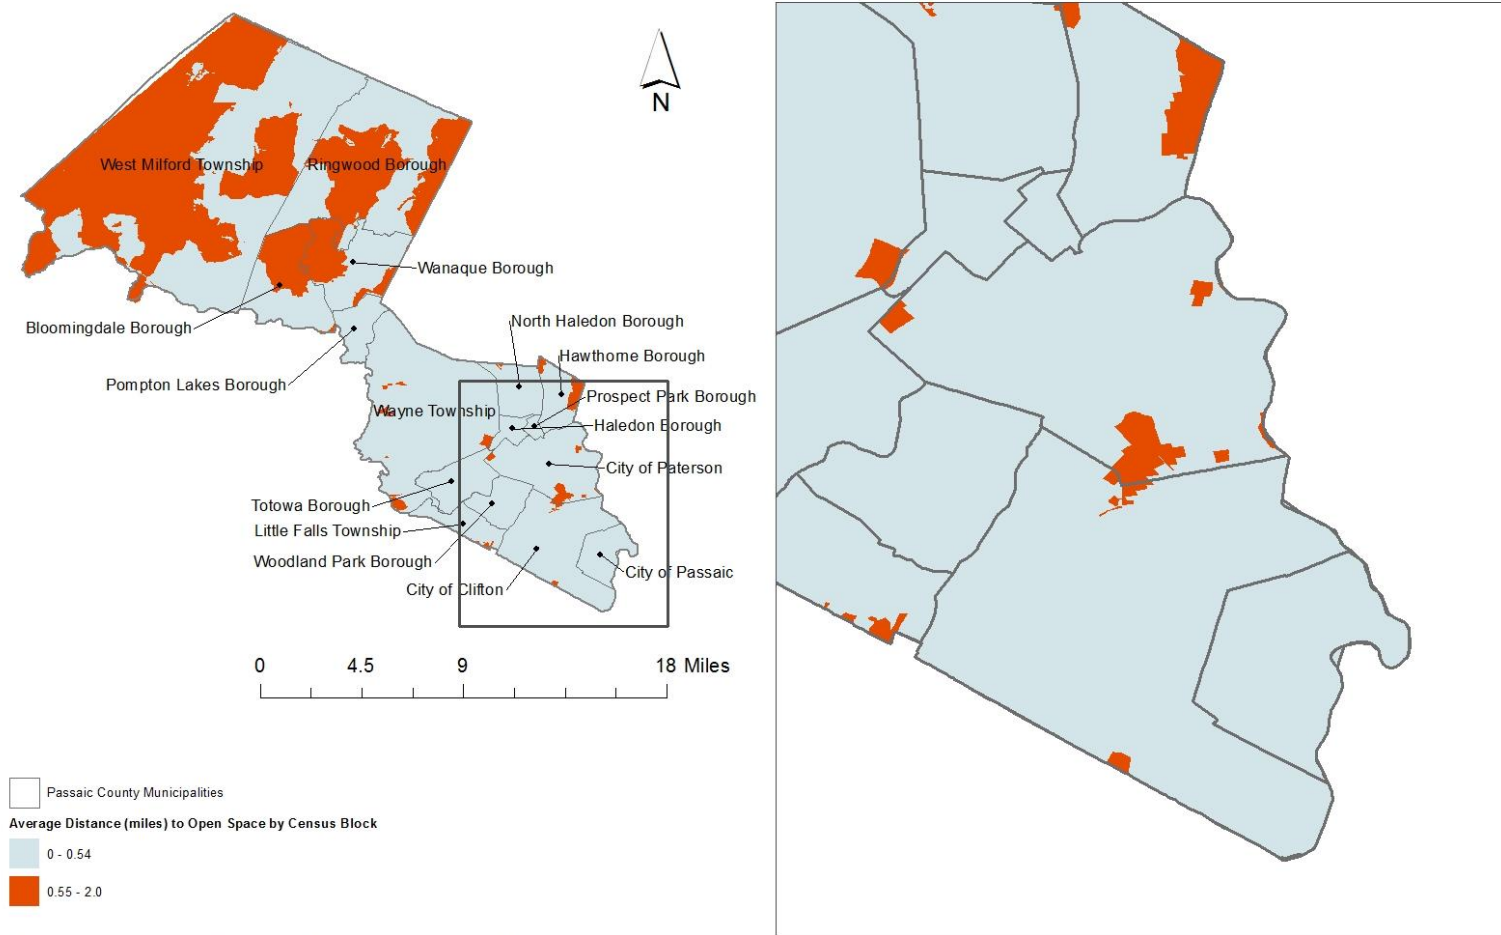 N
West Milford Township
Ringwood Borough
Wanaque Borough
Bloomingdale Borough
North Haledon Borough
Hawthorne Borough
Pompton Lakes Borough
Prospect Park Borough
Wayne Township
Haledon Borough
City of Paterson
Totowa Borough
Little Falls Township
Woodland Park Borough
City of Passaic
City of Clifton
0 4.5 9 18 Miles
Passaic County Municipalities
Average Distance (miles) to Open Space by Census Block
0 - 0.54
0.55 - 2.0